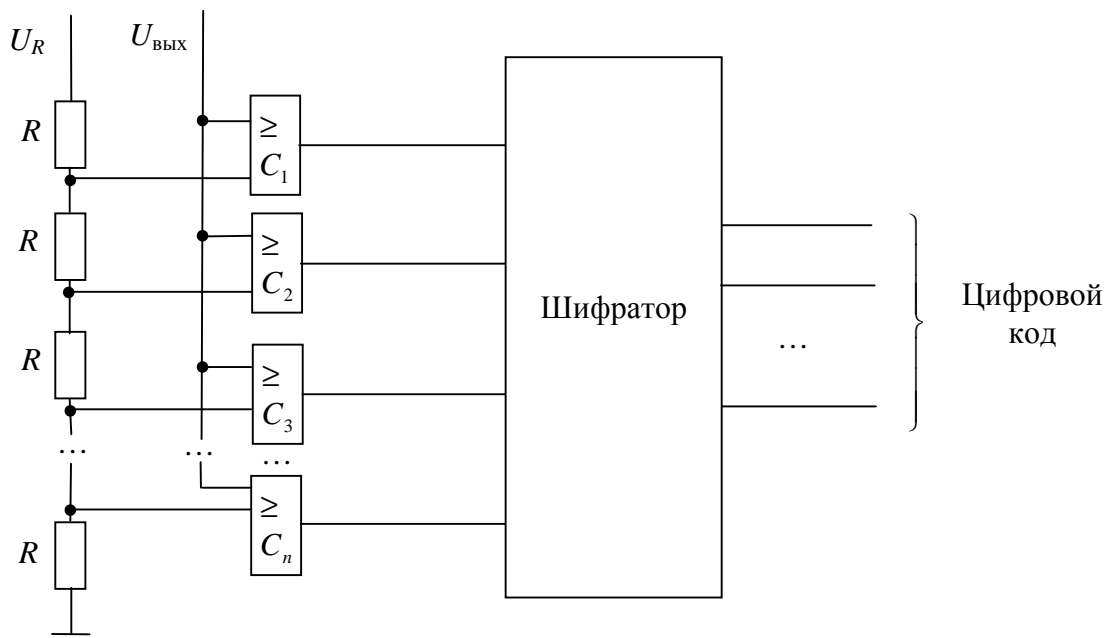 U_R
U_вых
R
≥
C_1
R
≥
C_2
R
≥
C_3
…
…
…
R
≥
C_n
Шифратор
…
Цифровой
код